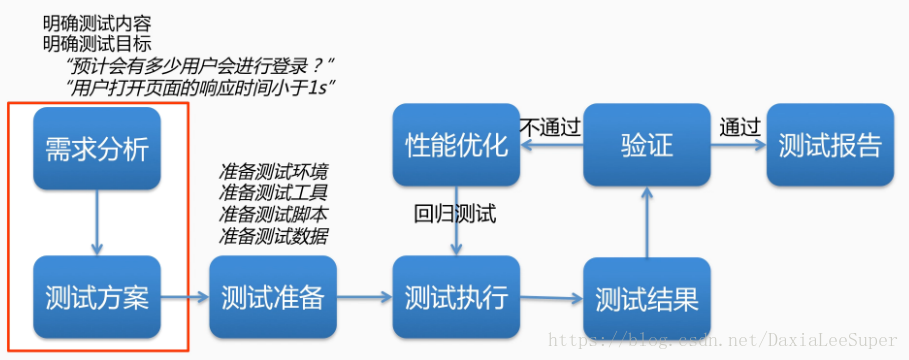 明确测试内容
明确测试目标
“预计会有多少用户会进行登录？”
“用户打开页面的响应时间小于1s”
需求分析
性能优化
不通过
验证
通过
测试报告
准备测试环境
准备测试工具
准备测试脚本
准备测试数据
回归测试
测试方案
测试准备
测试执行
测试结果
https://blog.csdn.net/DaxiaLeeSuper